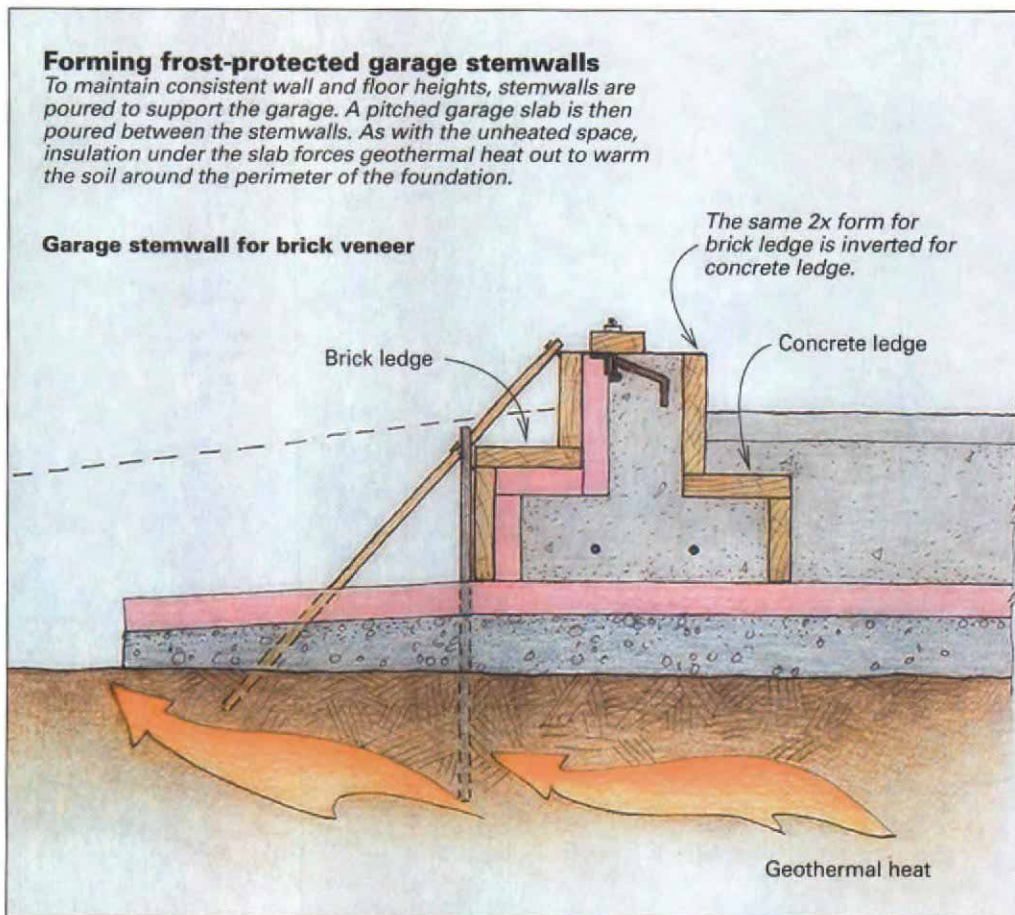 Forming frost-protected garage stemwalls
To maintain consistent wall and floor heights, stemwalls are
poured to support the garage. A pitched garage slab is then
poured between the stemwalls. As with the unheated space,
insulation under the slab forces geothermal heat out to warm
the soil around the perimeter of the foundation.
Garage stemwall for brick veneer
The same 2x form for
brick ledge is inverted for
concrete ledge.
Brick ledge
Concrete ledge
Geothermal heat